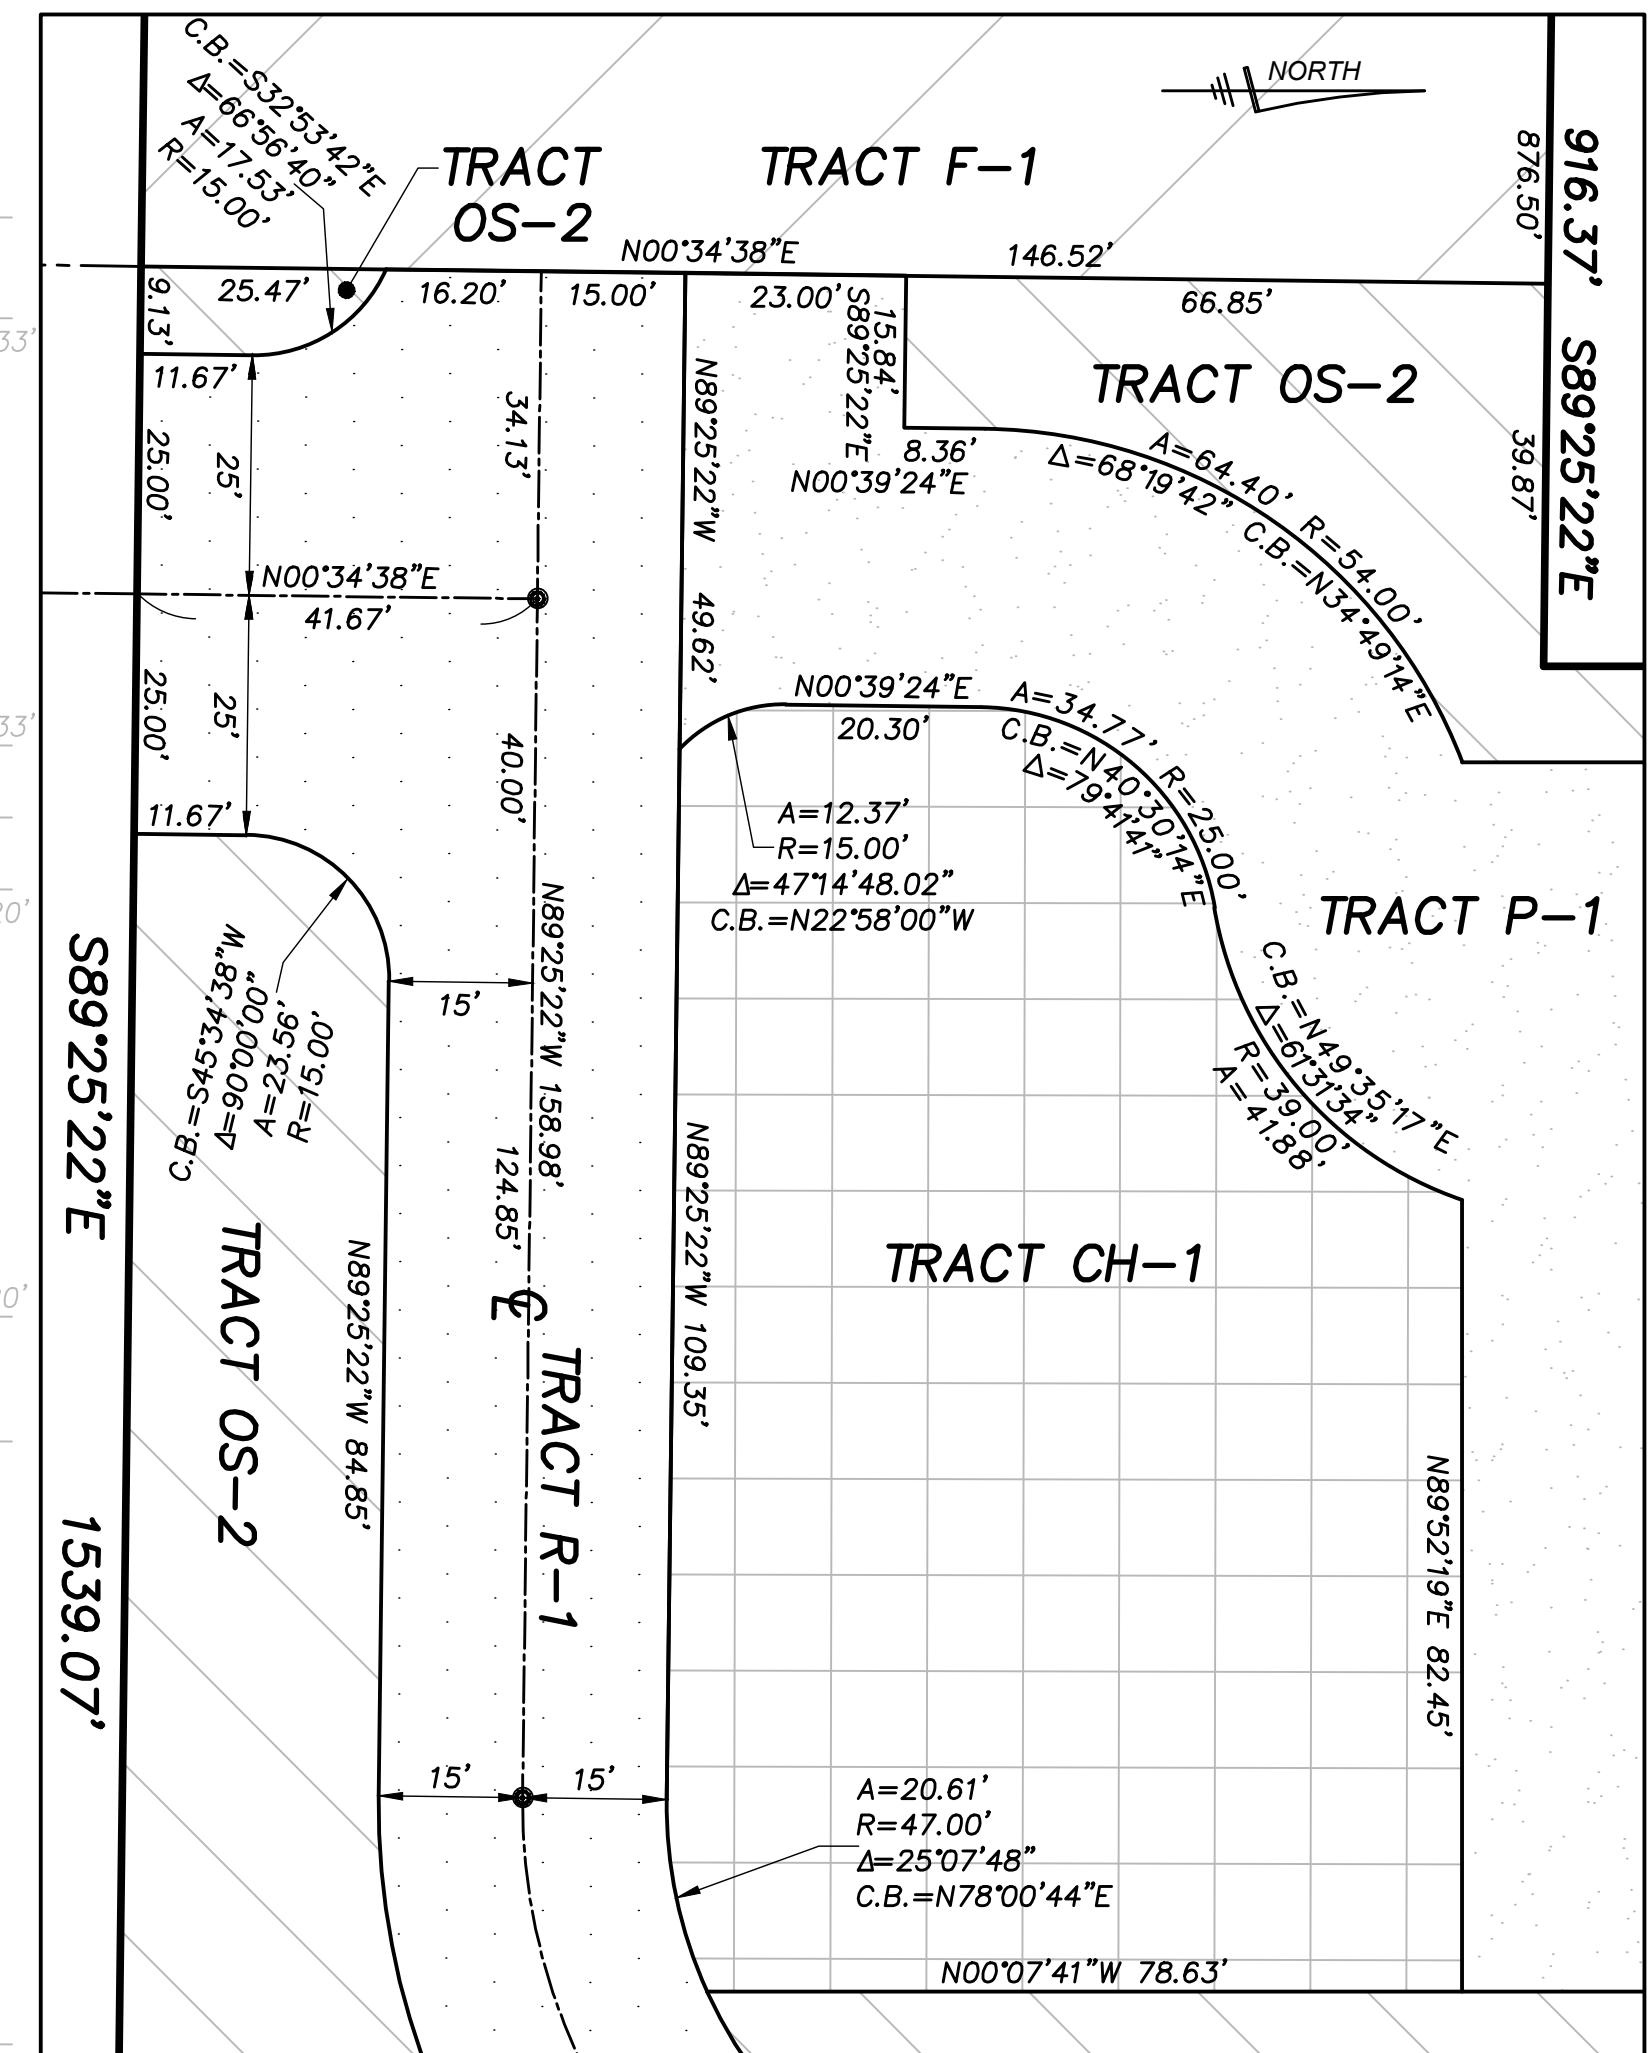 C.B.=S32°53'42"E
Δ=66°56'40"
A=17.53'
R=15.00'
TRACT
OS-2
TRACT F-1
NORTH
916.37' S89°25'22"E
876.50'
39.87'
N00°34'38"E
146.52'
25.47'
16.20'
15.00'
23.00'
66.85'
9.13'
11.67'
25.00'
25'
34.13'
N89°25'22"W 49.62'
15.84'
S89°25'22"E
8.36'
N00°39'24"E
TRACT OS-2
A=64.40' R=54.00'
Δ=68°19'42" C.B.=N34°49'14"E
N00°34'38"E
41.67'
25.00'
25'
40.00'
11.67'
N00°39'24"E
20.30'
A=34.77' R=25.00'
C.B.=N40°30'14"E
Δ=79°41'41"
A=12.37'
R=15.00'
Δ=47°14'48.02"
C.B.=N22°58'00"W
TRACT P-1
C.B.=N49°35'17"E
Δ=61°31'34"
R=39.00'
A=41.88'
C.B.=S45°34'38"W
Δ=90°00'00"
A=23.56'
R=15.00'
15'
N89°25'22"W 158.98'
124.85'
N89°25'22"W 109.35'
S89°25'22"E 1539.07'
TRACT OS-2
N89°25'22"W 84.85'
CL
TRACT R-1
TRACT CH-1
N89°52'19"E 82.45'
15'
15'
A=20.61'
R=47.00'
Δ=25°07'48"
C.B.=N78°00'44"E
N00°07'41"W 78.63'
33'
33'
0'